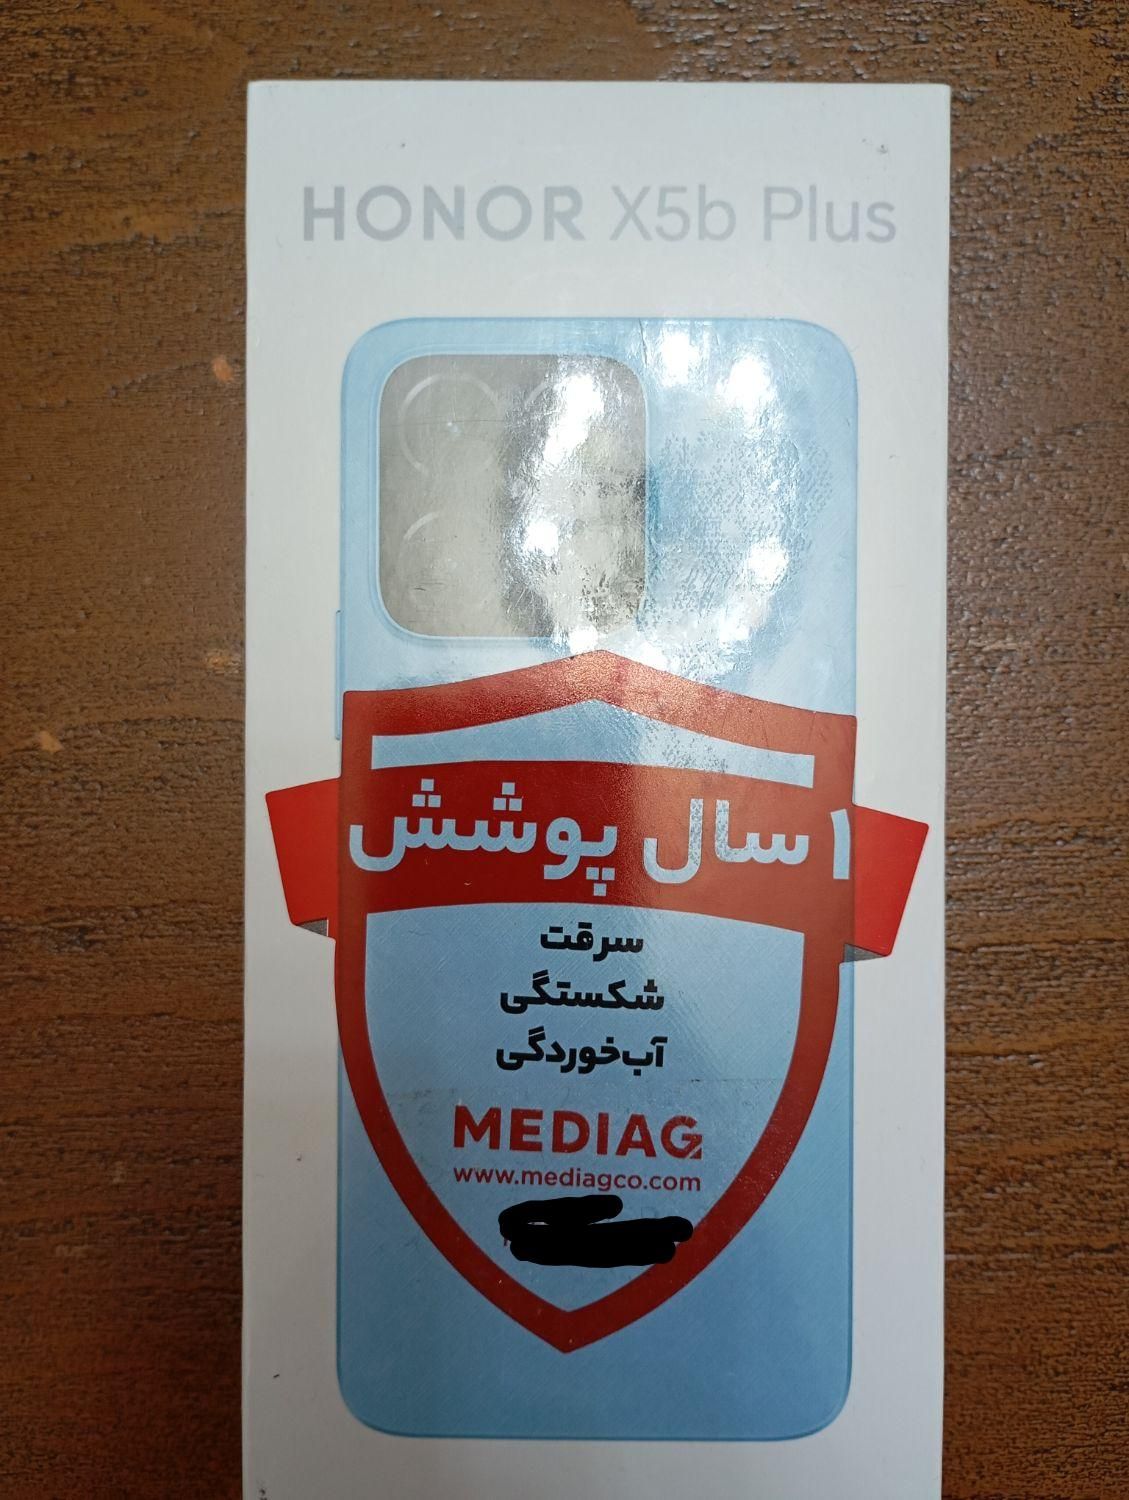 HONOR X5b Plus
۱ سال پوشش
سرقت
شکستگی
آب‌خوردگی
MEDIAG
www.mediagco.com